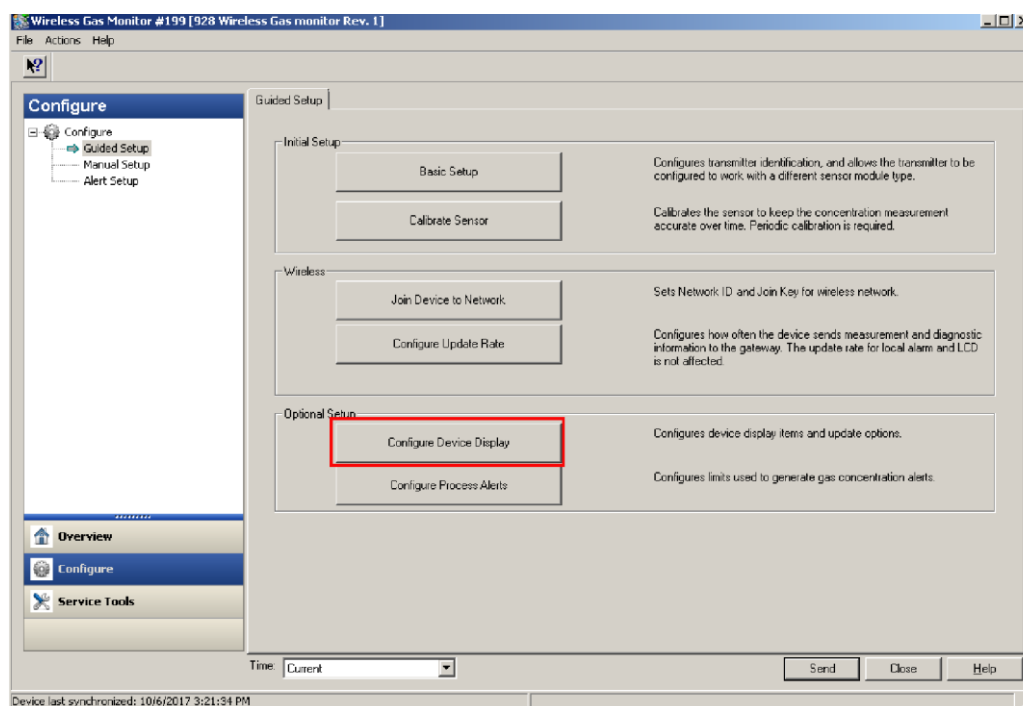 Wireless Gas Monitor #199 [928 Wireless Gas monitor Rev. 1]
File Actions Help
Configure
Configure
Guided Setup
Manual Setup
Alert Setup
Overview
Configure
Service Tools
Guided Setup
Initial Setup
Basic Setup
Configures transmitter identification, and allows the transmitter to be
configured to work with a different sensor module type.
Calibrate Sensor
Calibrates the sensor to keep the concentration measurement
accurate over time. Periodic calibration is required.
Wireless
Join Device to Network
Sets Network ID and Join Key for wireless network.
Configure Update Rate
Configures how often the device sends measurement and diagnostic
information to the gateway. The update rate for local alarm and LCD
is not affected.
Optional Setup
Configure Device Display
Configures device display items and update options.
Configure Process Alerts
Configures limits used to generate gas concentration alerts.
Time: Current
Send Close Help
Device last synchronized: 10/6/2017 3:21:34 PM